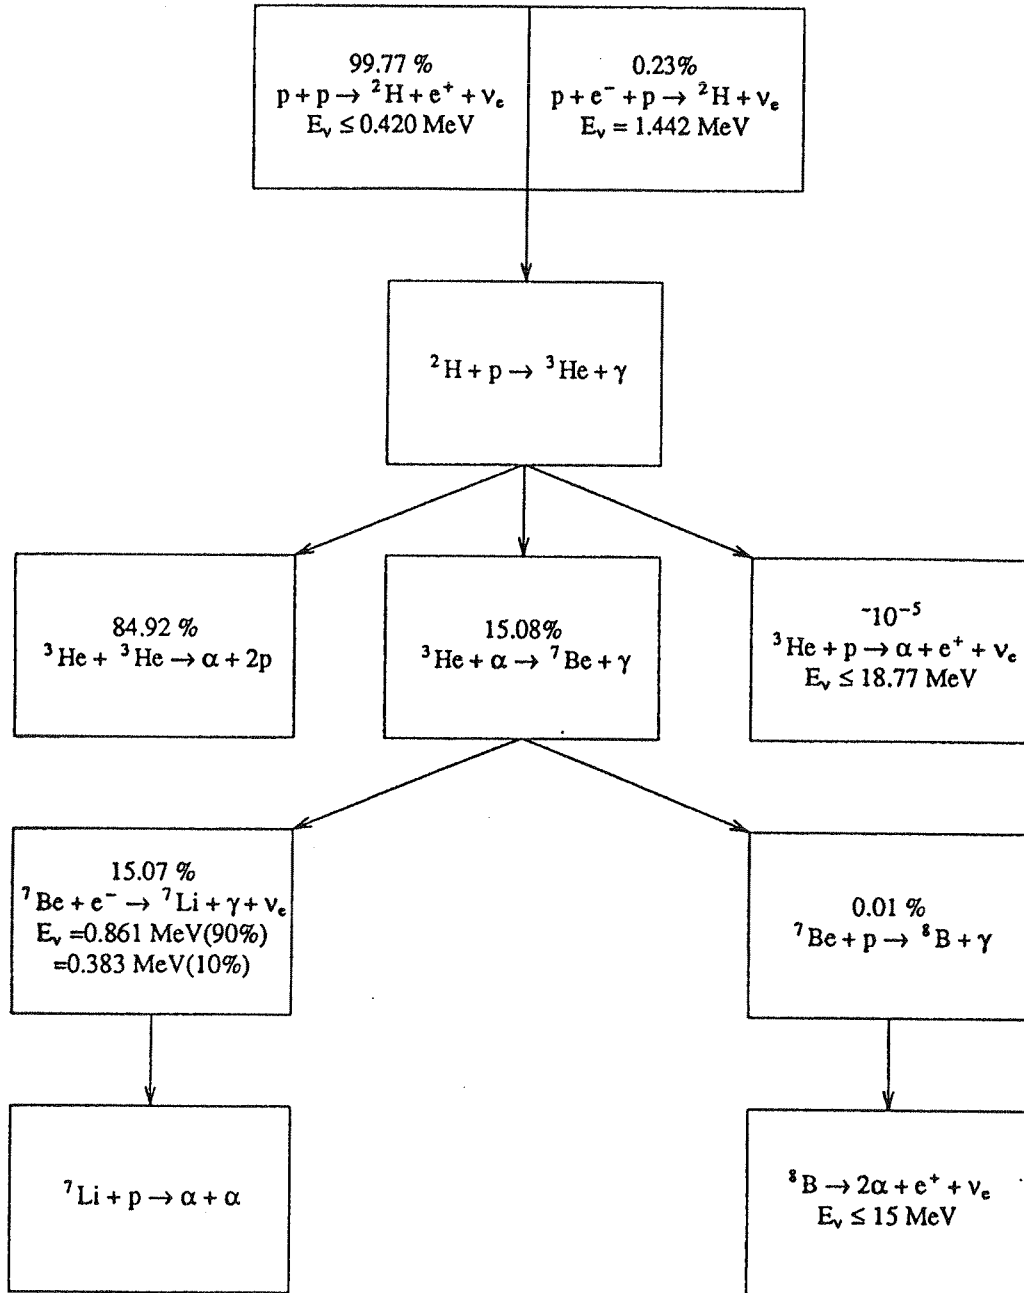 99.77 %
p + p → ²H + e⁺ + νₑ
Eᵥ ≤ 0.420 MeV
0.23%
p + e⁻ + p → ²H + νₑ
Eᵥ = 1.442 MeV
²H + p → ³He + γ
84.92 %
³He + ³He → α + 2p
15.08%
³He + α → ⁷Be + γ
~10⁻⁵
³He + p → α + e⁺ + νₑ
Eᵥ ≤ 18.77 MeV
15.07 %
⁷Be + e⁻ → ⁷Li + γ + νₑ
Eᵥ =0.861 MeV(90%)
=0.383 MeV(10%)
0.01 %
⁷Be + p → ⁸B + γ
⁷Li + p → α + α
⁸B → 2α + e⁺ + νₑ
Eᵥ ≤ 15 MeV